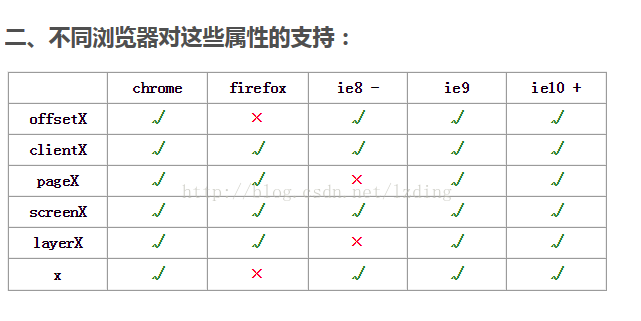 二、不同浏览器对这些属性的支持：
chrome firefox ie8 - ie9 ie10 +
offsetX √ × √ √ √
clientX √ √ √ √ √
pageX √ √ × √ √
http://blog.csdn.net/lzding
screenX √ √ √ √ √
layerX √ √ × √ √
x √ × √ √ √